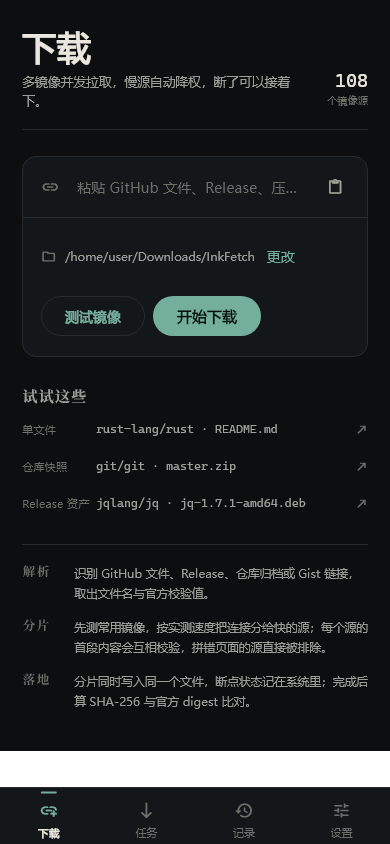 下载
多镜像并发拉取，慢源自动降权，断了可以接着
下。
108
个镜像源
粘贴 GitHub 文件、Release、压...
/home/user/Downloads/InkFetch 更改
测试镜像 开始下载
试试这些
单文件 rust-lang/rust · README.md
仓库快照 git/git · master.zip
Release 资产 jqlang/jq · jq-1.7.1-amd64.deb
解析 识别 GitHub 文件、Release、仓库归档或 Gist 链接，
取出文件名与官方校验值。
分片 先测常用镜像，按实测速度把连接分给快的源；每个源的
首段内容会互相校验，拼错页面的源直接被排除。
落地 分片同时写入同一个文件，断点状态记在系统里；完成后
算 SHA-256 与官方 digest 比对。
下载 任务 记录 设置